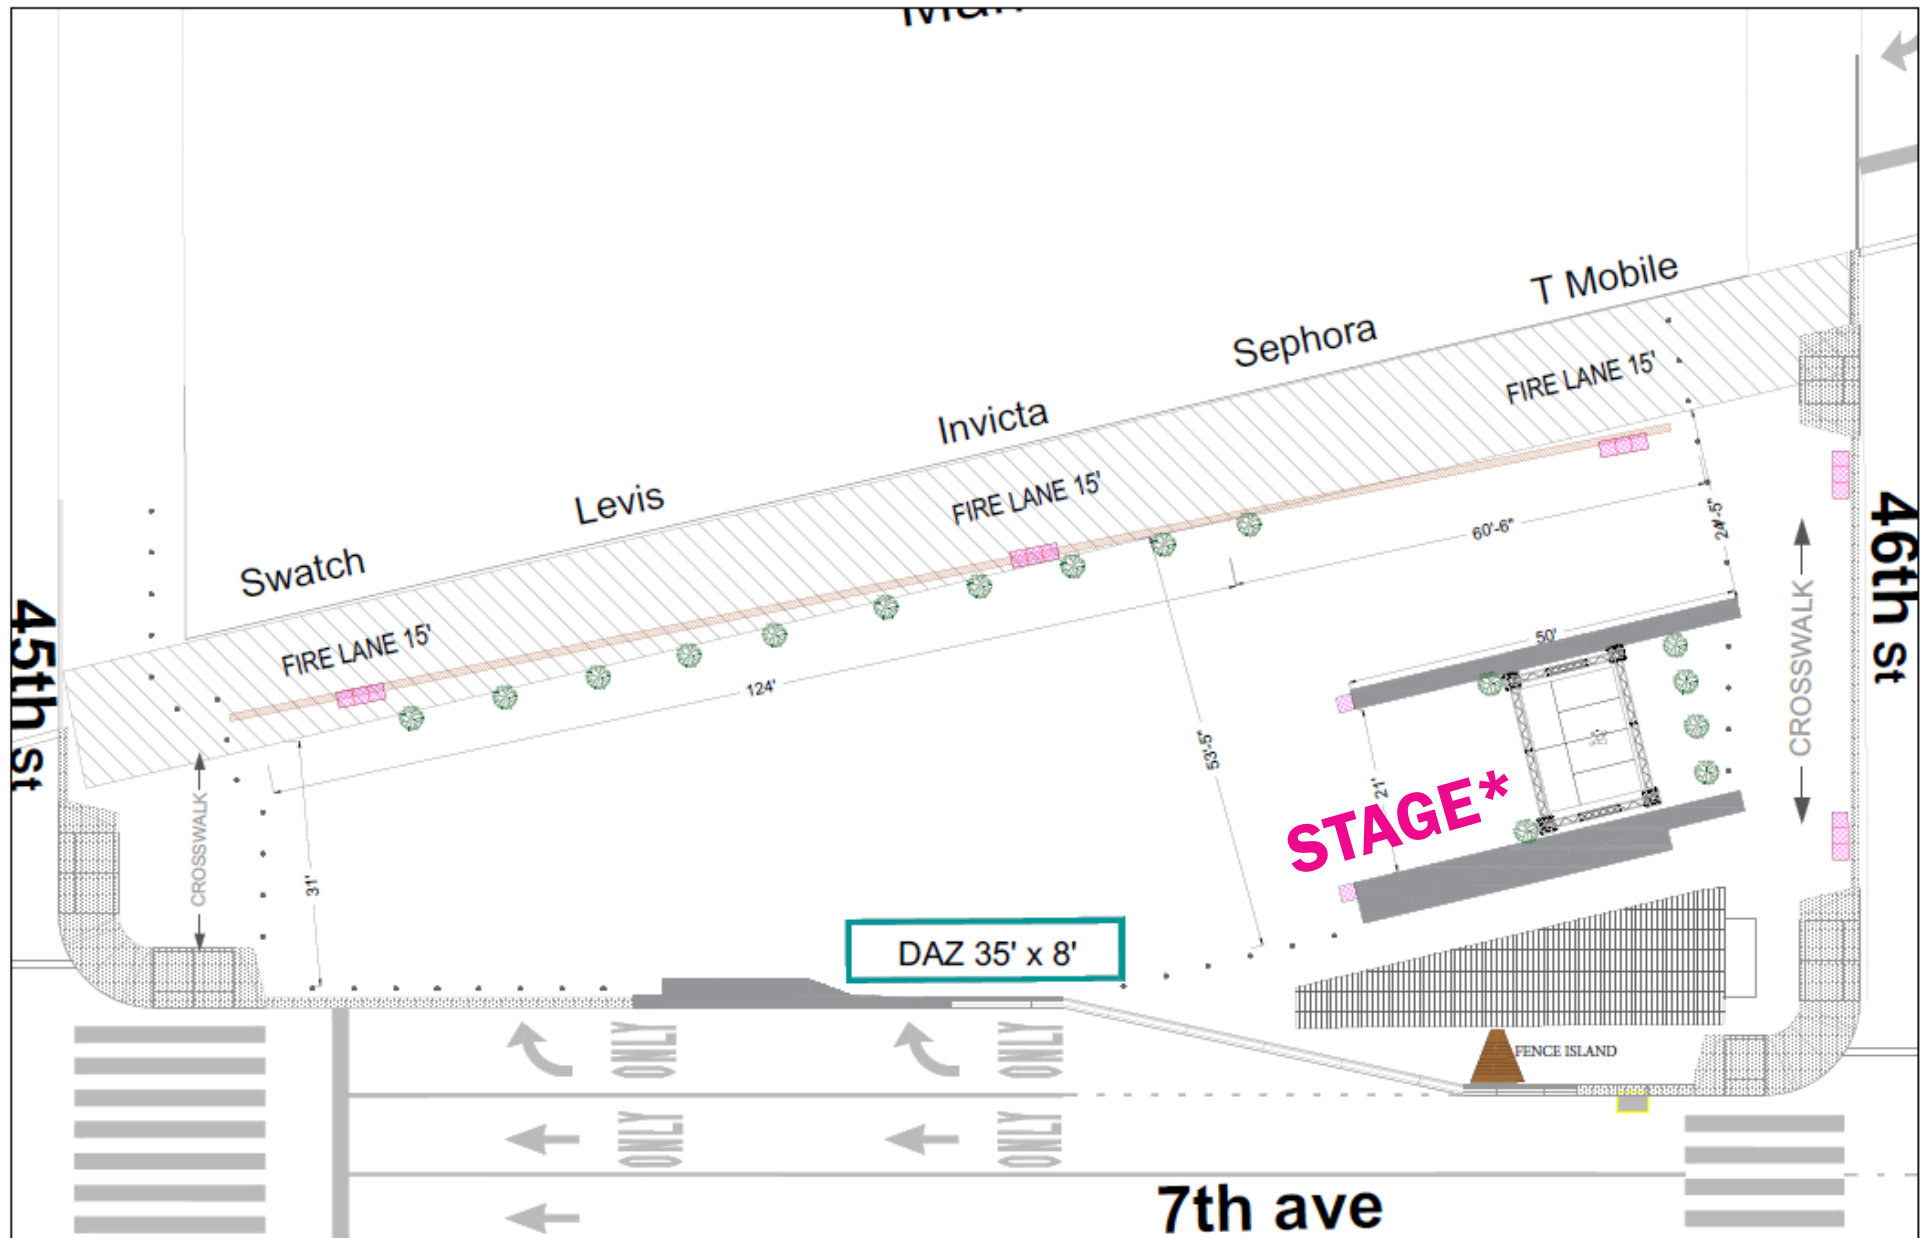 T Mobile
Sephora
FIRE LANE 15'
Invicta
Levis
FIRE LANE 15'
46th st
60'-6"
24'-5"
Swatch
45th St
FIRE LANE 15'
CROSSWALK
50'
124'
53'-5"
21'
STAGE*
CROSSWALK
31'
DAZ 35' x 8'
ONLY
ONLY
FENCE ISLAND
ONLY
ONLY
7th ave